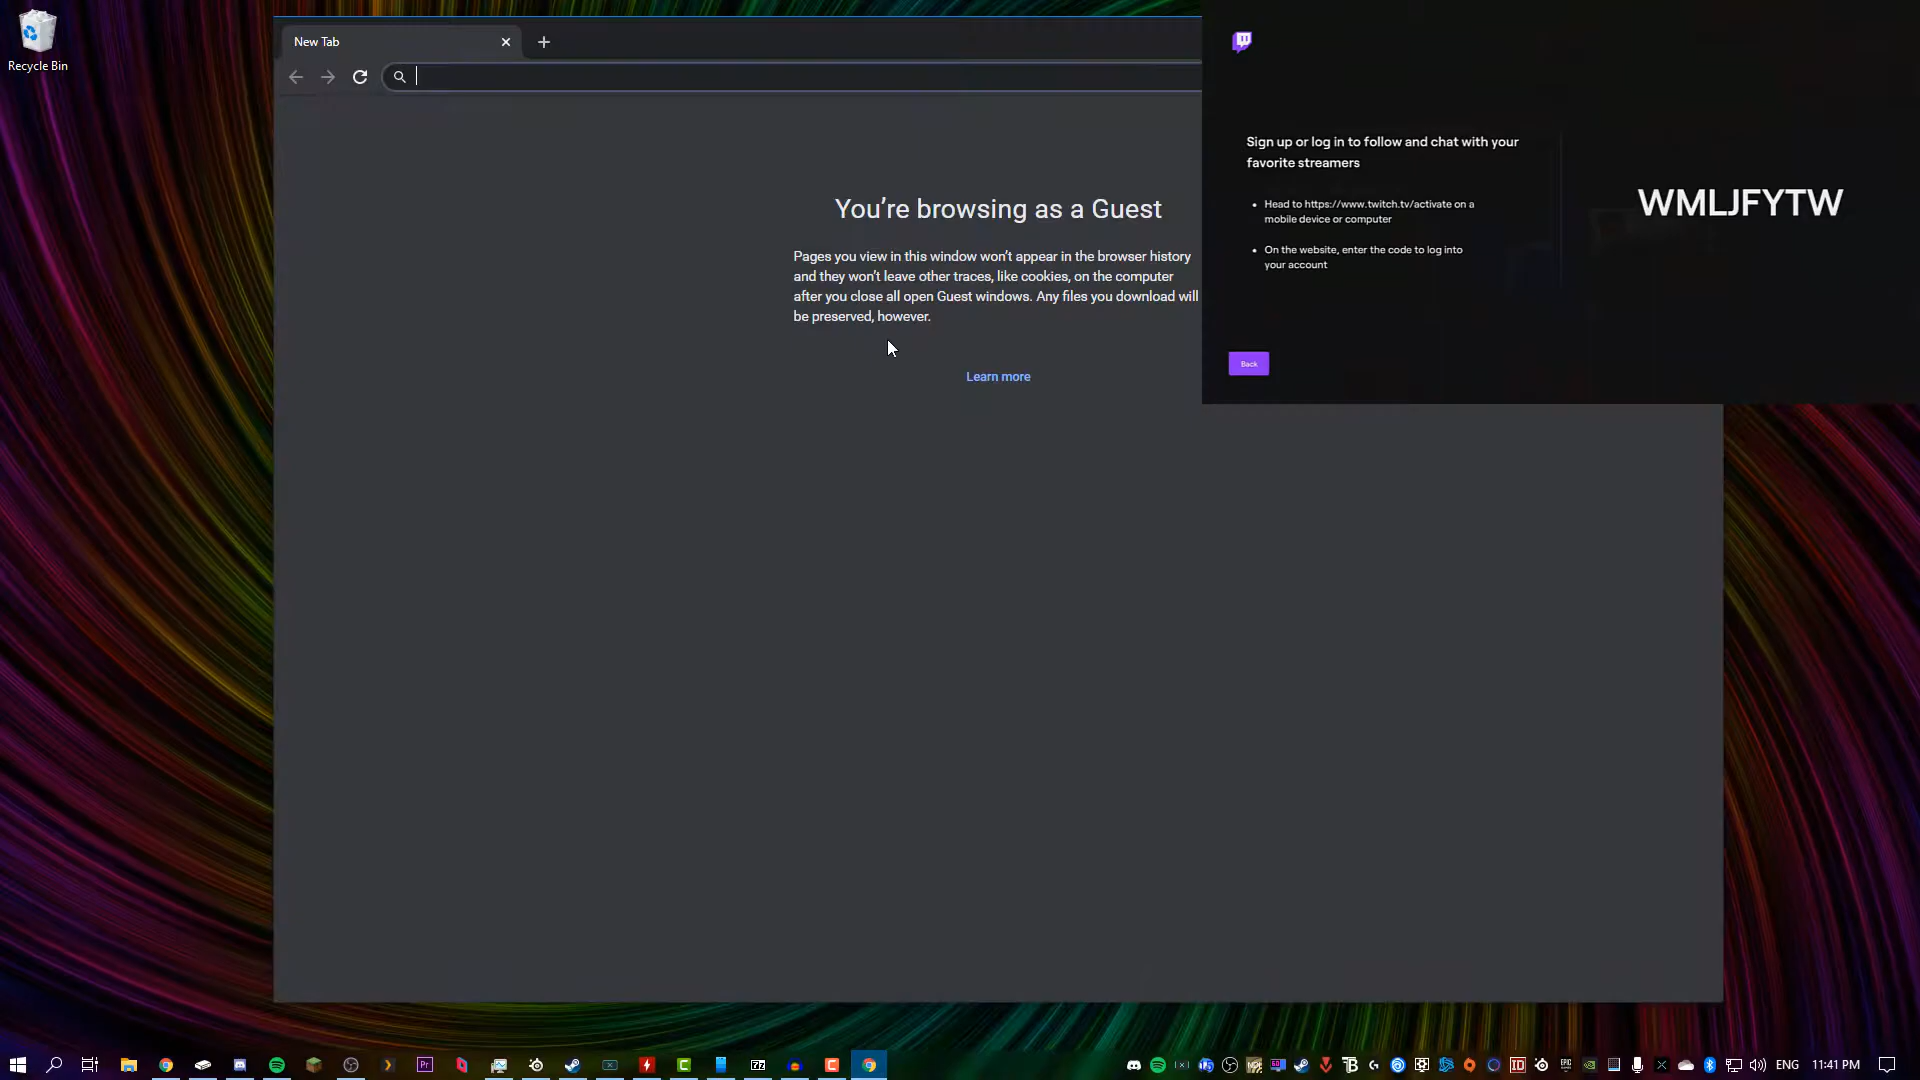 Recycle Bin
New Tab
You're browsing as a Guest
Pages you view in this window won't appear in the browser history
and they won't leave other traces, like cookies, on the computer
after you close all open Guest windows. Any files you download will
be preserved, however.
Learn more
Sign up or log in to follow and chat with your
favorite streamers
• Head to https://www.twitch.tv/activate on a
mobile device or computer
• On the website, enter the code to log into
your account
WMLJFYTW
Back
ENG 11:41 PM